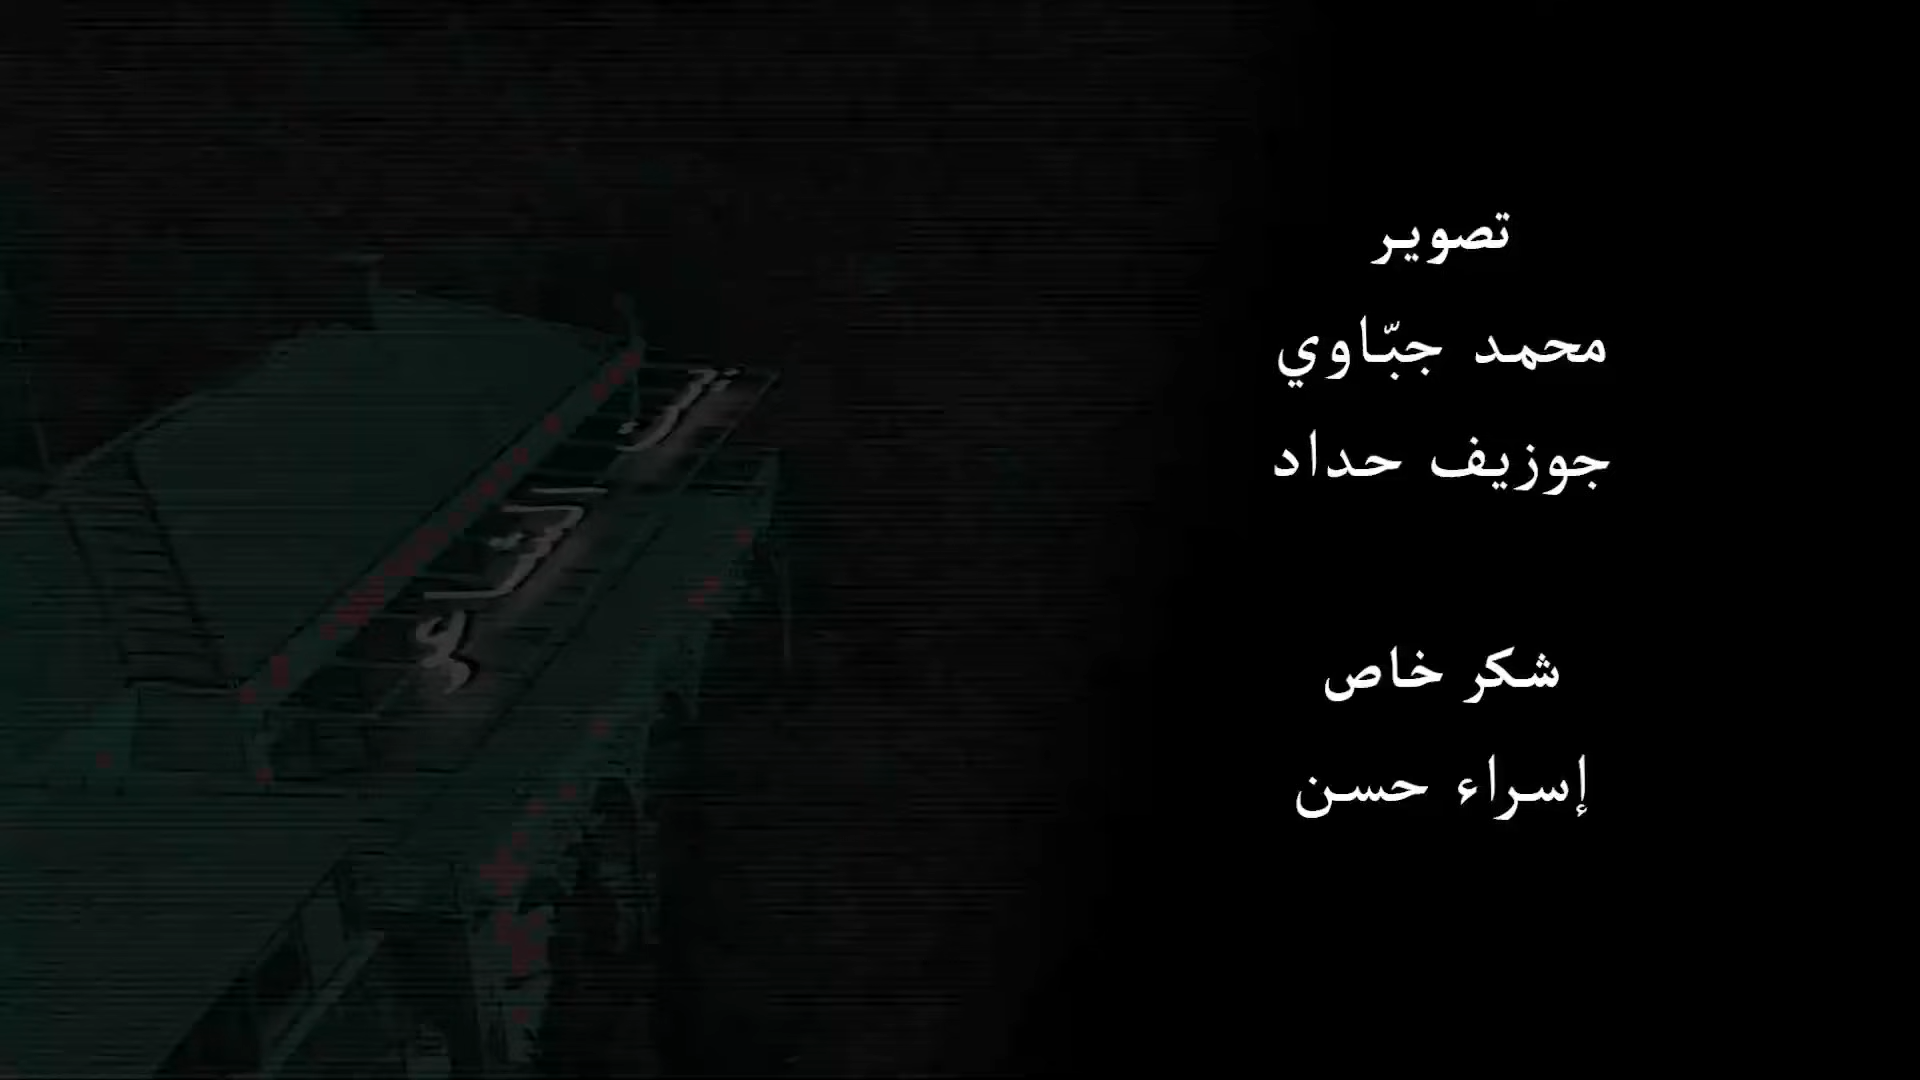 تصوير
محمد جبّاوي
جوزيف حداد
شكر خاص
إسراء حسن